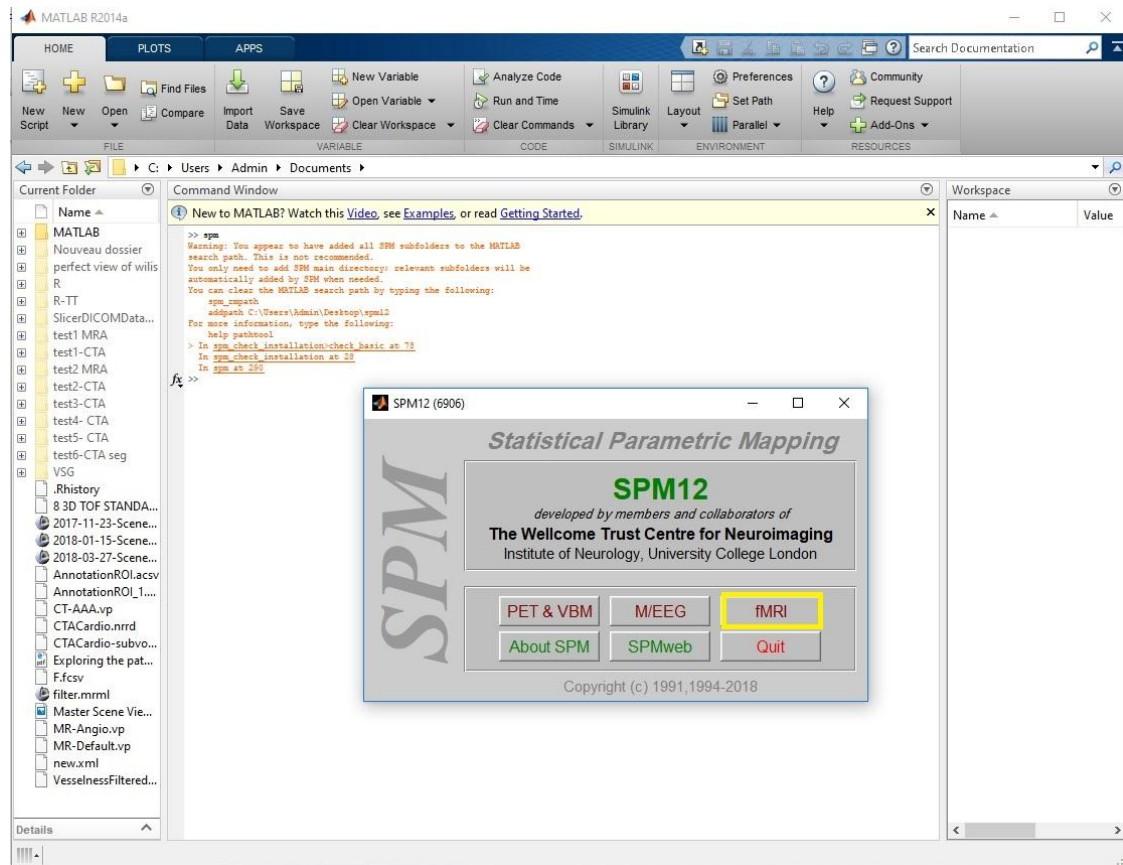 MATLAB R2014a
HOME PLOTS APPS
Search Documentation
New Script
New
Open
Find Files
Compare
Import Data
Save Workspace
New Variable
Open Variable
Clear Workspace
Analyze Code
Run and Time
Clear Commands
Simulink Library
Layout
Preferences
Set Path
Parallel
Help
Community
Request Support
Add-Ons
FILE VARIABLE CODE SIMULINK ENVIRONMENT RESOURCES
C: Users Admin Documents
Current Folder
Name
MATLAB
Nouveau dossier
perfect view of wilis
R
R-TT
SlicerDICOMData...
test1 MRA
test1-CTA
test2 MRA
test2-CTA
test3-CTA
test4- CTA
test5- CTA
test6-CTA seg
VSG
.Rhistory
8 3D TOF STANDA...
2017-11-23-Scene...
2018-01-15-Scene...
2018-03-27-Scene...
AnnotationROI.acsv
AnnotationROI_1....
CT-AAA.vp
CTACardio.nrrd
CTACardio-subvo...
Exploring the pat...
F.fcsv
filter.mrml
Master Scene Vie...
MR-Angio.vp
MR-Default.vp
new.xml
VesselnessFiltered...
Details
Command Window
New to MATLAB? Watch this Video, see Examples, or read Getting Started.
>> spm
Warning: You appear to have added all SPM subfolders to the MATLAB
search path. This is not recommended.
You only need to add SPM main directory; relevant subfolders will be
automatically added by SPM when needed.
You can clear the MATLAB search path by typing the following:
spm_rmpath
addpath C:\Users\Admin\Desktop\spm12
For more information, type the following:
help pathtool
> In spm_check_installation>check_basic at 78
In spm_check_installation at 28
In spm at 290
fx >>
SPM12 (6906)
SPM
Statistical Parametric Mapping
SPM12
developed by members and collaborators of
The Wellcome Trust Centre for Neuroimaging
Institute of Neurology, University College London
PET & VBM M/EEG fMRI
About SPM SPMweb Quit
Copyright (c) 1991,1994-2018
Workspace
Name Value